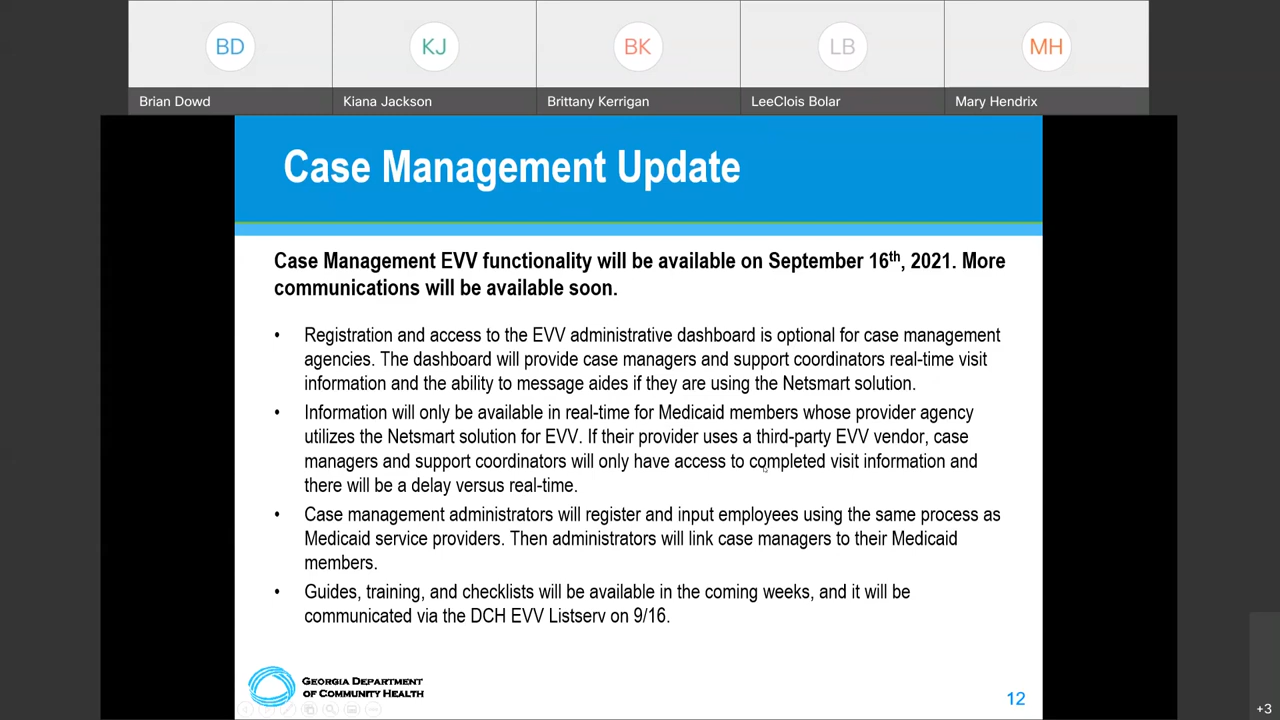 BD
KJ
BK
LB
MH
Brian Dowd
Kiana Jackson
Brittany Kerrigan
LeeClois Bolar
Mary Hendrix
Case Management Update
Case Management EVV functionality will be available on September 16th, 2021. More
communications will be available soon.
• Registration and access to the EVV administrative dashboard is optional for case management
agencies. The dashboard will provide case managers and support coordinators real-time visit
information and the ability to message aides if they are using the Netsmart solution.
• Information will only be available in real-time for Medicaid members whose provider agency
utilizes the Netsmart solution for EVV. If their provider uses a third-party EVV vendor, case
managers and support coordinators will only have access to completed visit information and
there will be a delay versus real-time.
• Case management administrators will register and input employees using the same process as
Medicaid service providers. Then administrators will link case managers to their Medicaid
members.
• Guides, training, and checklists will be available in the coming weeks, and it will be
communicated via the DCH EVV Listserv on 9/16.
GEORGIA DEPARTMENT
OF COMMUNITY HEALTH
12
+3